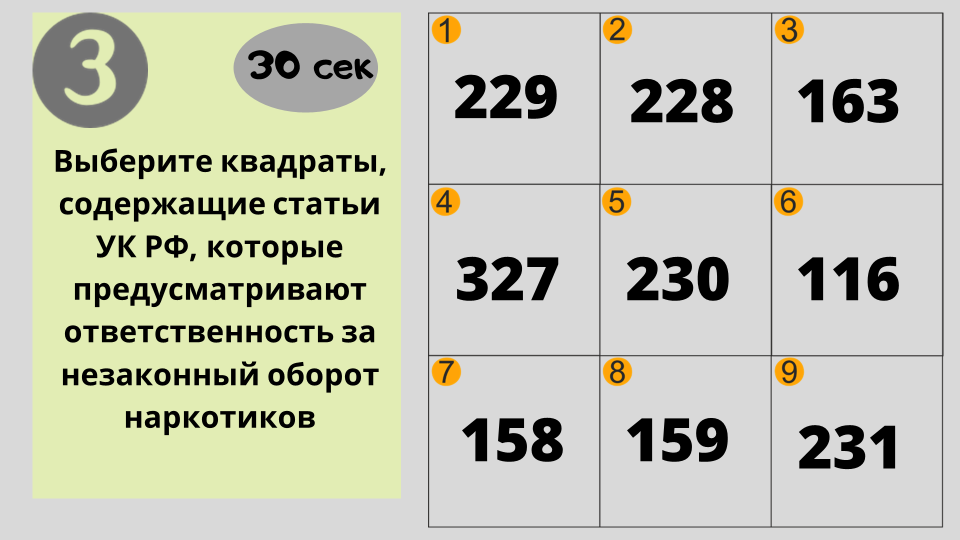 3
30 сек
Выберите квадраты,
содержащие статьи
УК РФ, которые
предусматривают
ответственность за
незаконный оборот
наркотиков
1
229
2
228
3
163
4
327
5
230
6
116
7
158
8
159
9
231